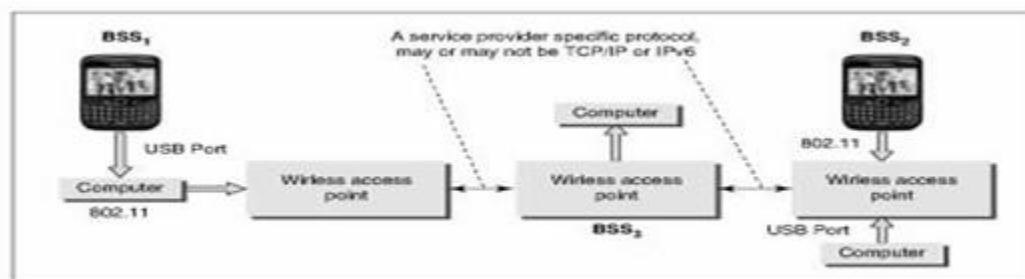 BSS1
A service provider specific protocol,
may or may not be TCP/IP or IPv6
BSS2
USB Port
Computer
802.11
Wirless access
point
Computer
Wirless access
point
BSS3
802.11
Wirless access
point
USB Port
Computer